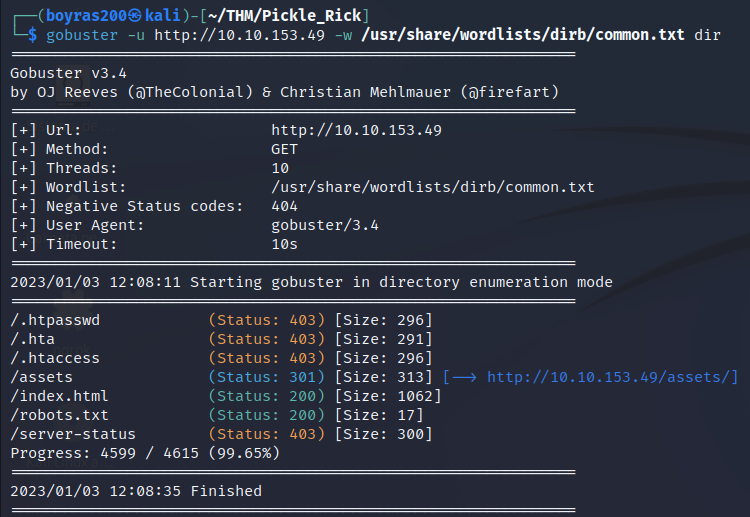 ┌──(boyras200㉿kali)-[~/THM/Pickle_Rick]
└─$ gobuster -u http://10.10.153.49 -w /usr/share/wordlists/dirb/common.txt dir
===============================================================
Gobuster v3.4
by OJ Reeves (@TheColonial) & Christian Mehlmauer (@firefart)
===============================================================
[+] Url:                     http://10.10.153.49
[+] Method:                  GET
[+] Threads:                 10
[+] Wordlist:                /usr/share/wordlists/dirb/common.txt
[+] Negative Status codes:   404
[+] User Agent:              gobuster/3.4
[+] Timeout:                 10s
===============================================================
2023/01/03 12:08:11 Starting gobuster in directory enumeration mode
===============================================================
/.htpasswd            (Status: 403) [Size: 296]
/.hta                 (Status: 403) [Size: 291]
/.htaccess            (Status: 403) [Size: 296]
/assets               (Status: 301) [Size: 313] [--> http://10.10.153.49/assets/]
/index.html           (Status: 200) [Size: 1062]
/robots.txt           (Status: 200) [Size: 17]
/server-status        (Status: 403) [Size: 300]
Progress: 4599 / 4615 (99.65%)
===============================================================
2023/01/03 12:08:35 Finished
===============================================================